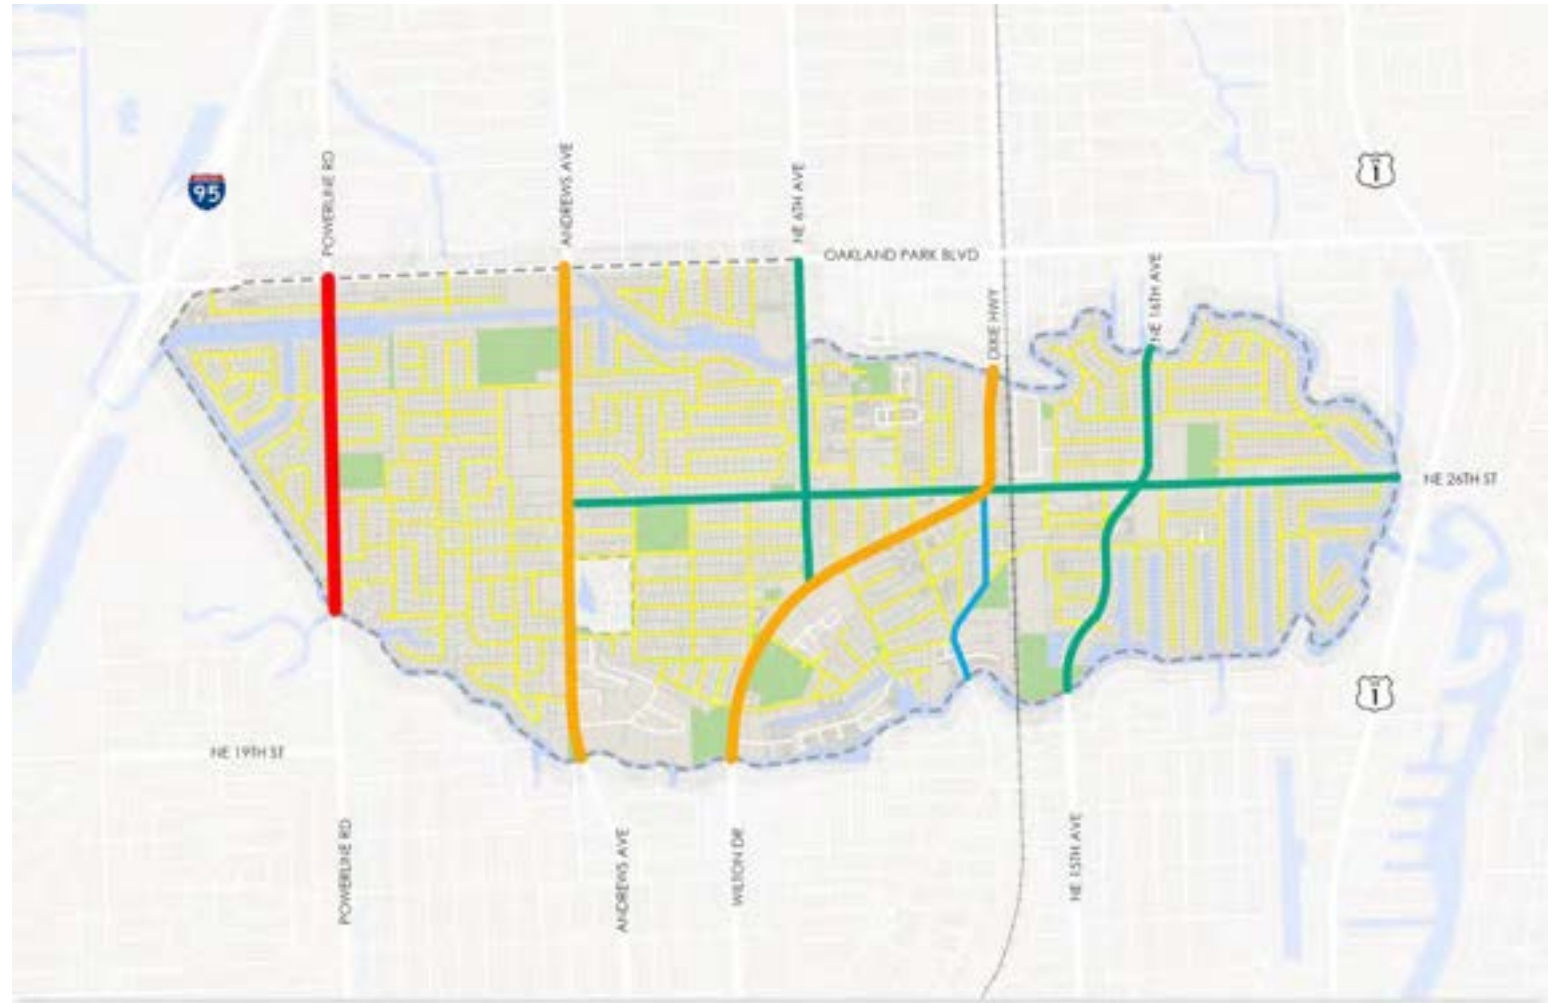 POWERLINE RD
ANDREWS AVE
NE 6TH AVE
1
95
OAKLAND PARK BLVD
NE 16TH AVE
DIXIE HWY
NE 26TH ST
1
NE 19TH ST
POWERLINE RD
ANDREWS AVE
WILTON DR
NE 15TH AVE